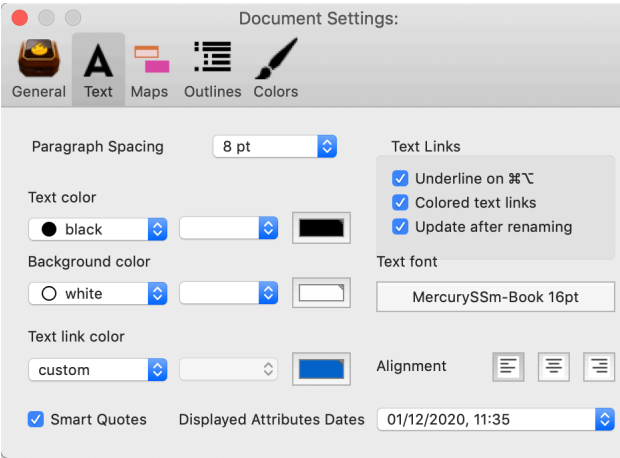 Document Settings:
General Text Maps Outlines Colors
Paragraph Spacing 8 pt
Text Links
Underline on ⌘⌥
Colored text links
Update after renaming
Text color
black
Background color
white
Text font
MercurySSm-Book 16pt
Text link color
custom
Alignment
Smart Quotes
Displayed Attributes Dates 01/12/2020, 11:35